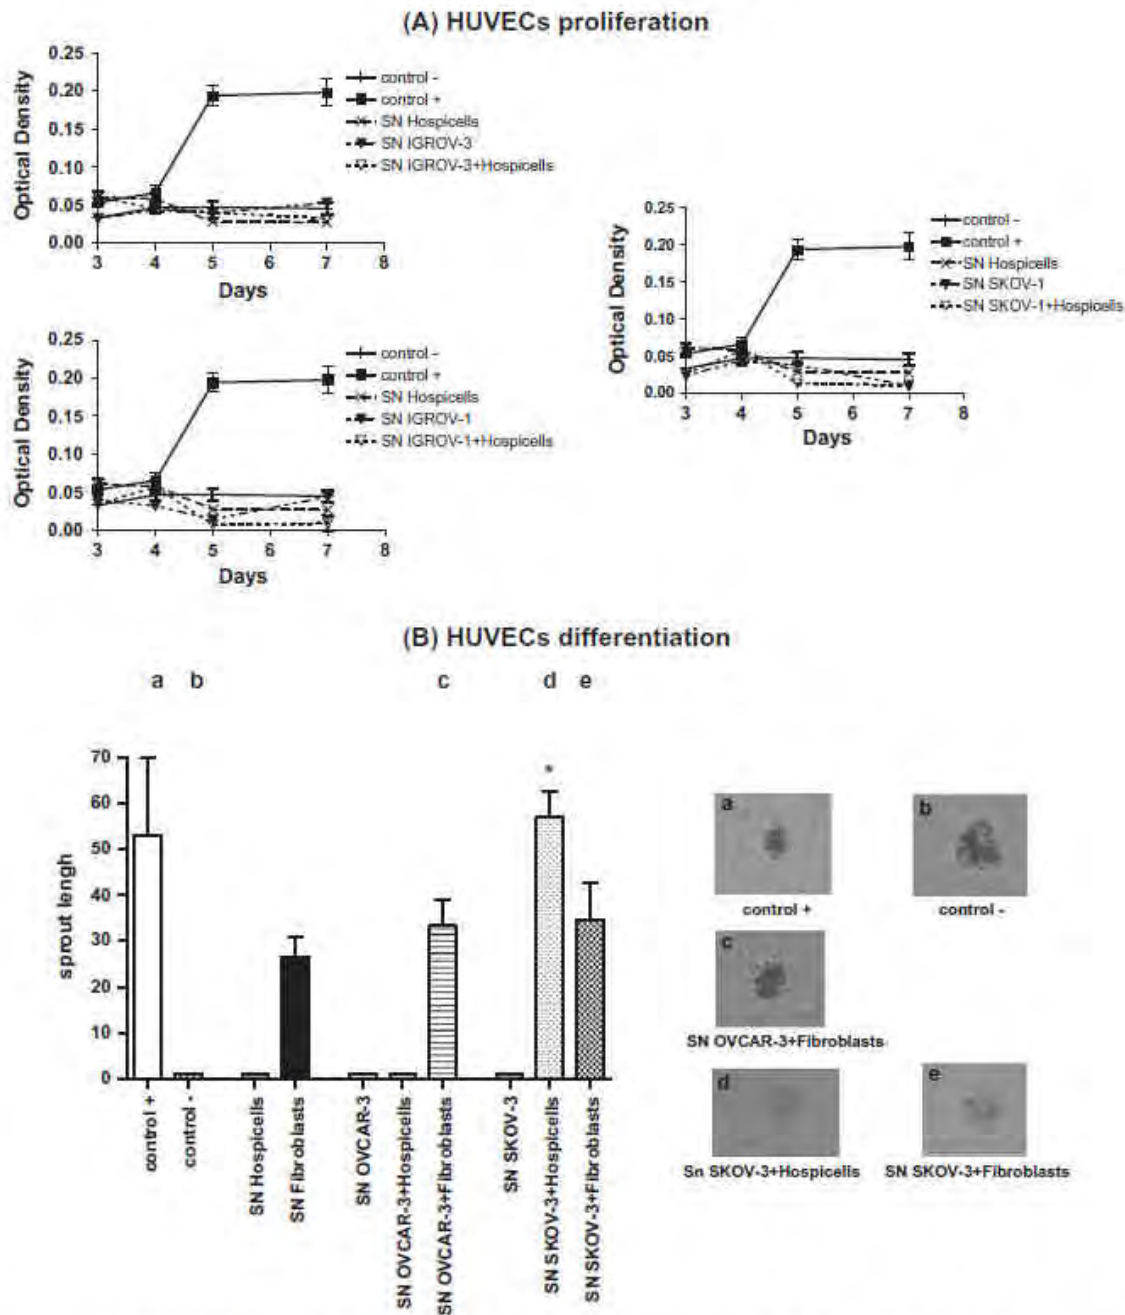 (A) HUVECs proliferation
Optical Density
0.25
0.20
0.15
0.10
0.05
0.00
3 4 5 6 7 8
Days
control -
control +
SN Hospicells
SN IGROV-3
SN IGROV-3+Hospicells
Optical Density
0.25
0.20
0.15
0.10
0.05
0.00
3 4 5 6 7 8
Days
control -
control +
SN Hospicells
SN SKOV-1
SN SKOV-1+Hospicells
Optical Density
0.25
0.20
0.15
0.10
0.05
0.00
3 4 5 6 7 8
Days
control -
control +
SN Hospicells
SN IGROV-1
SN IGROV-1+Hospicells
(B) HUVECs differentiation
a b c d e
sprout lengh
70
60
50
40
30
20
10
0
*
control +
control -
SN Hospicells
SN Fibroblasts
SN OVCAR-3
SN OVCAR-3+Hospicells
SN OVCAR-3+Fibroblasts
SN SKOV-3
SN SKOV-3+Hospicells
SN SKOV-3+Fibroblasts
a
control +
b
control -
c
SN OVCAR-3+Fibroblasts
d
Sn SKOV-3+Hospicells
e
SN SKOV-3+Fibroblasts